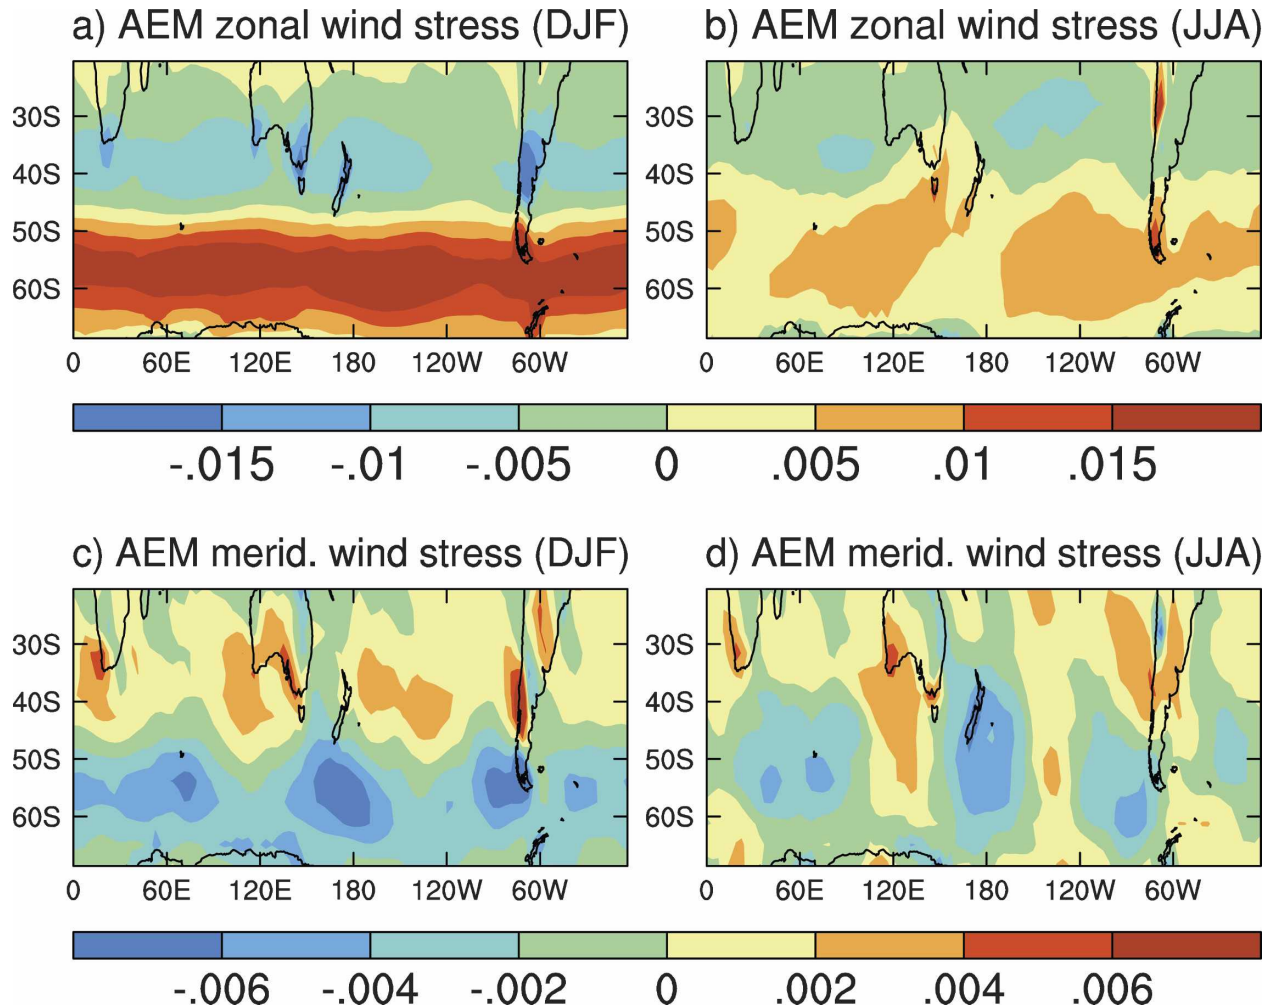 a) AEM zonal wind stress (DJF)
b) AEM zonal wind stress (JJA)
30S
40S
50S
60S
30S
40S
50S
60S
0 60E 120E 180 120W 60W
0 60E 120E 180 120W 60W
-.015 -.01 -.005 0 .005 .01 .015
c) AEM merid. wind stress (DJF)
d) AEM merid. wind stress (JJA)
30S
40S
50S
60S
30S
40S
50S
60S
0 60E 120E 180 120W 60W
0 60E 120E 180 120W 60W
-.006 -.004 -.002 0 .002 .004 .006